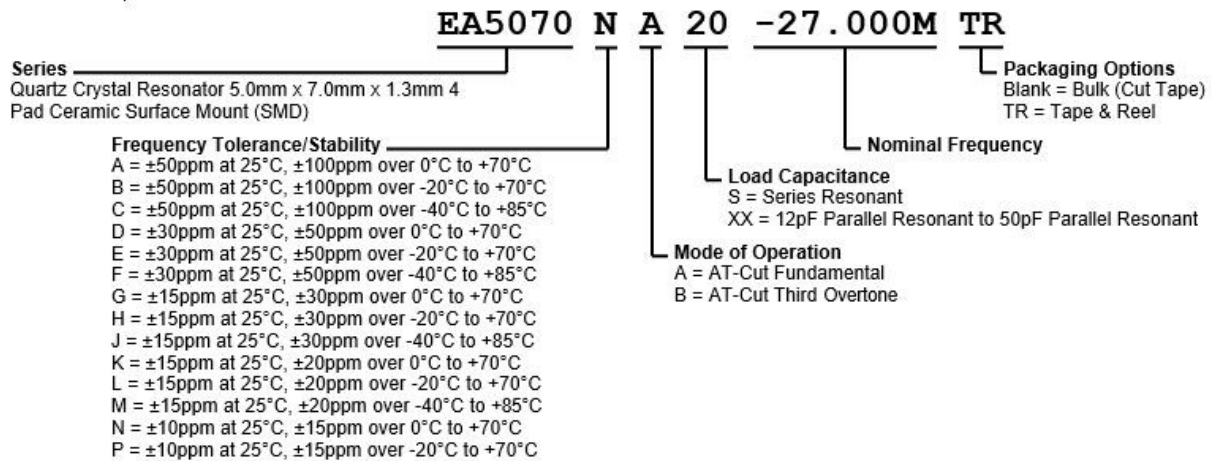 EA5070 N A 20 -27.000M TR
Series
Quartz Crystal Resonator 5.0mm x 7.0mm x 1.3mm 4
Pad Ceramic Surface Mount (SMD)
Packaging Options
Blank = Bulk (Cut Tape)
TR = Tape & Reel
Frequency Tolerance/Stability
A = ±50ppm at 25°C, ±100ppm over 0°C to +70°C
B = ±50ppm at 25°C, ±100ppm over -20°C to +70°C
C = ±50ppm at 25°C, ±100ppm over -40°C to +85°C
D = ±30ppm at 25°C, ±50ppm over 0°C to +70°C
E = ±30ppm at 25°C, ±50ppm over -20°C to +70°C
F = ±30ppm at 25°C, ±50ppm over -40°C to +85°C
G = ±15ppm at 25°C, ±30ppm over 0°C to +70°C
H = ±15ppm at 25°C, ±30ppm over -20°C to +70°C
J = ±15ppm at 25°C, ±30ppm over -40°C to +85°C
K = ±15ppm at 25°C, ±20ppm over 0°C to +70°C
L = ±15ppm at 25°C, ±20ppm over -20°C to +70°C
M = ±15ppm at 25°C, ±20ppm over -40°C to +85°C
N = ±10ppm at 25°C, ±15ppm over 0°C to +70°C
P = ±10ppm at 25°C, ±15ppm over -20°C to +70°C
Nominal Frequency
Load Capacitance
S = Series Resonant
XX = 12pF Parallel Resonant to 50pF Parallel Resonant
Mode of Operation
A = AT-Cut Fundamental
B = AT-Cut Third Overtone